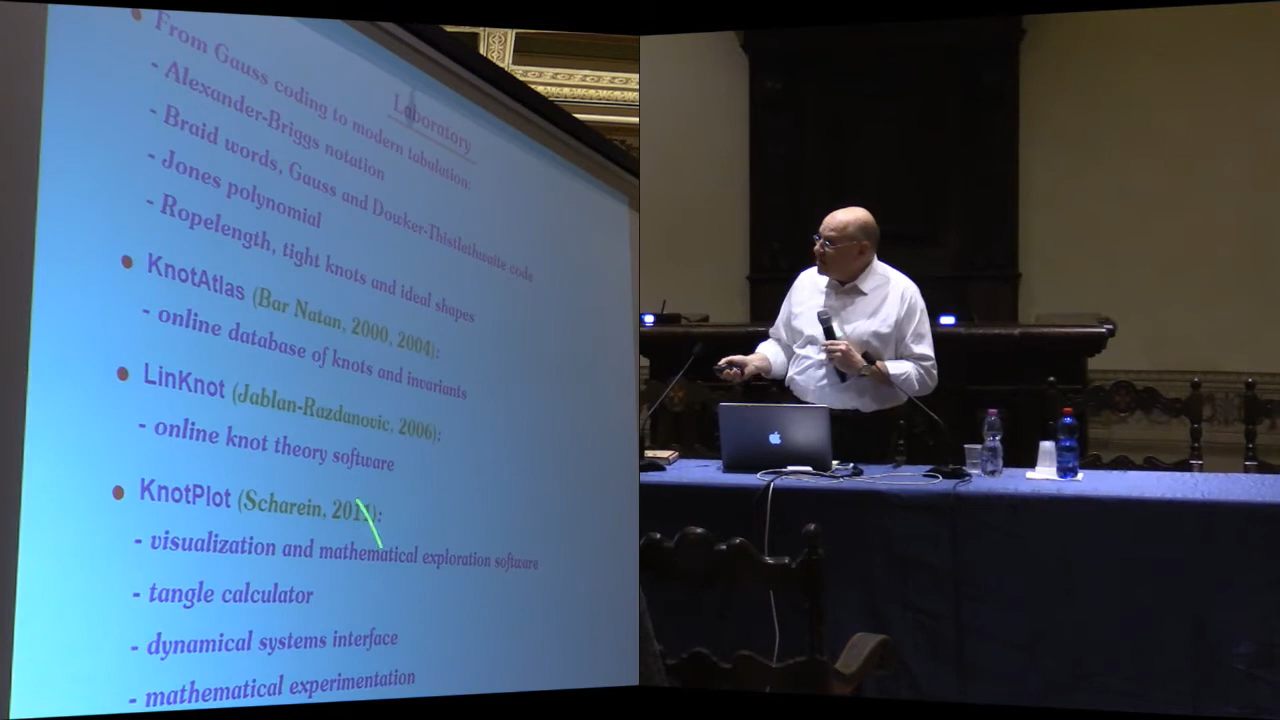 Laboratory
From Gauss coding to modern tabulation:
- Alexander-Briggs notation
- Braid words, Gauss and Dowker-Thistlethwaite code
- Jones polynomial
- Ropelength, tight knots and ideal shapes
KnotAtlas (Bar Natan, 2000, 2004):
- online database of knots and invariants
LinKnot (Jablan-Razdanovic, 2006):
- online knot theory software
KnotPlot (Scharein, ):
- visualization and mathematical exploration software
- tangle calculator
- dynamical systems interface
- mathematical experimentation